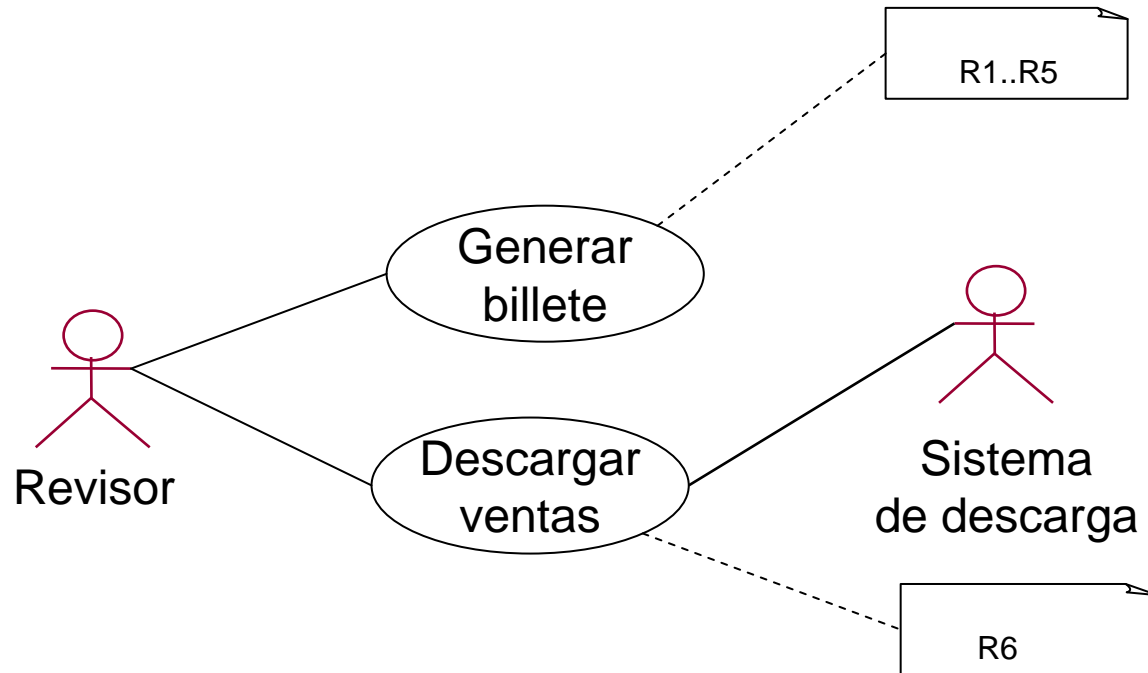 R1..R5
Generar
billete
Descargar
ventas
Revisor
Sistema
de descarga
R6